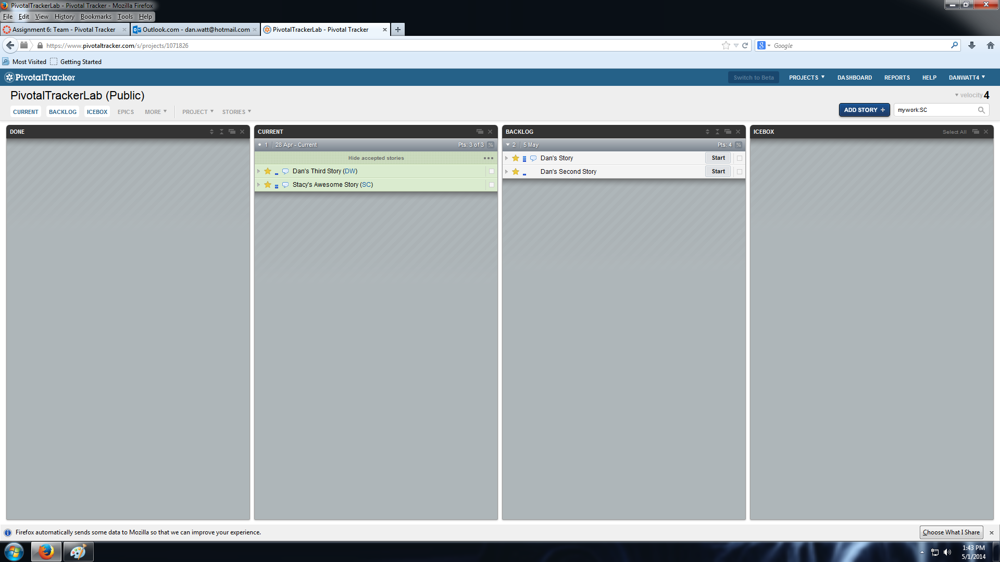 PivotalTrackerLab - Pivotal Tracker - Mozilla Firefox
File Edit View History Bookmarks Tools Help
Assignment 6: Team - Pivotal Tracker
Outlook.com - dan.watt@hotmail.com
PivotalTrackerLab - Pivotal Tracker
https://www.pivotaltracker.com/s/projects/1071826
Google
Most Visited Getting Started
PivotalTracker
Switch to Beta PROJECTS DASHBOARD REPORTS HELP DANWATT4
PivotalTrackerLab (Public)
velocity 4
CURRENT BACKLOG ICEBOX EPICS MORE PROJECT STORIES
ADD STORY +
mywork:SC
DONE
CURRENT
1 28 Apr - Current Pts: 3 of 3 %
Hide accepted stories
Dan's Third Story (DW)
Stacy's Awesome Story (SC)
BACKLOG
2 5 May Pts: 4 %
Dan's Story Start
Dan's Second Story Start
ICEBOX Select All
Firefox automatically sends some data to Mozilla so that we can improve your experience.
Choose What I Share
1:43 PM
5/1/2014